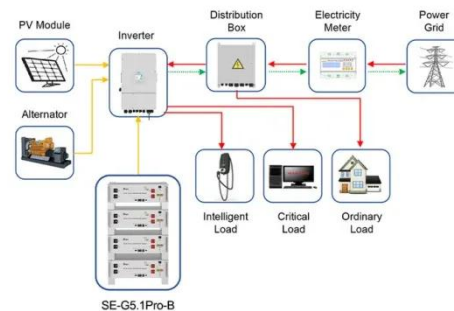 PV Module
Inverter
Distribution
Box
Electricity
Meter
Power
Grid
Alternator
Intelligent
Load
Critical
Load
Ordinary
Load
SE-G5.1Pro-B